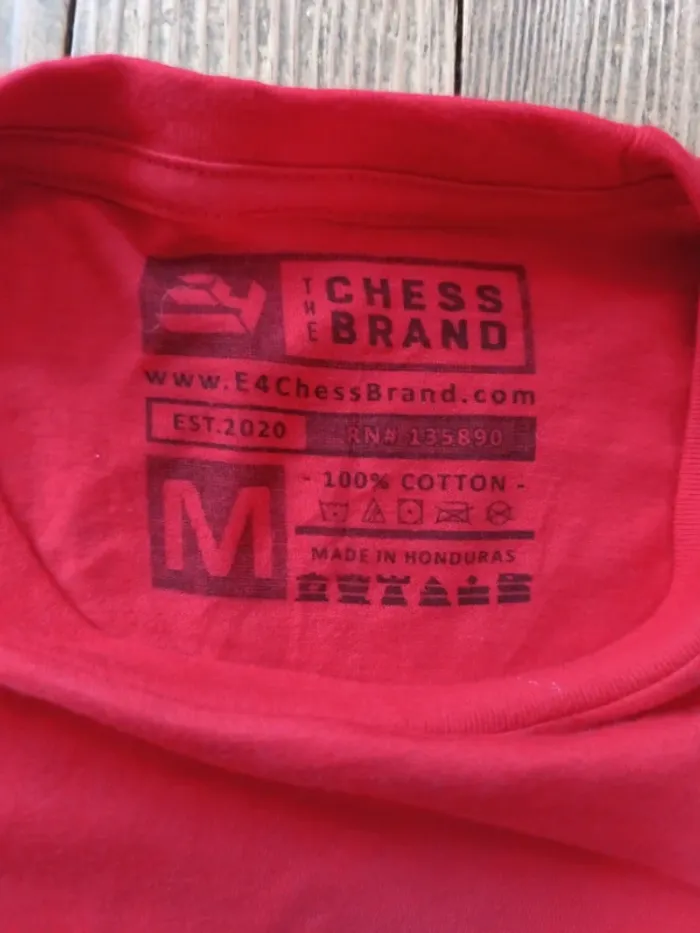 THE CHESS
BRAND
www.E4ChessBrand.com
EST.2020 RN# 135890
M
- 100% COTTON -
MADE IN HONDURAS